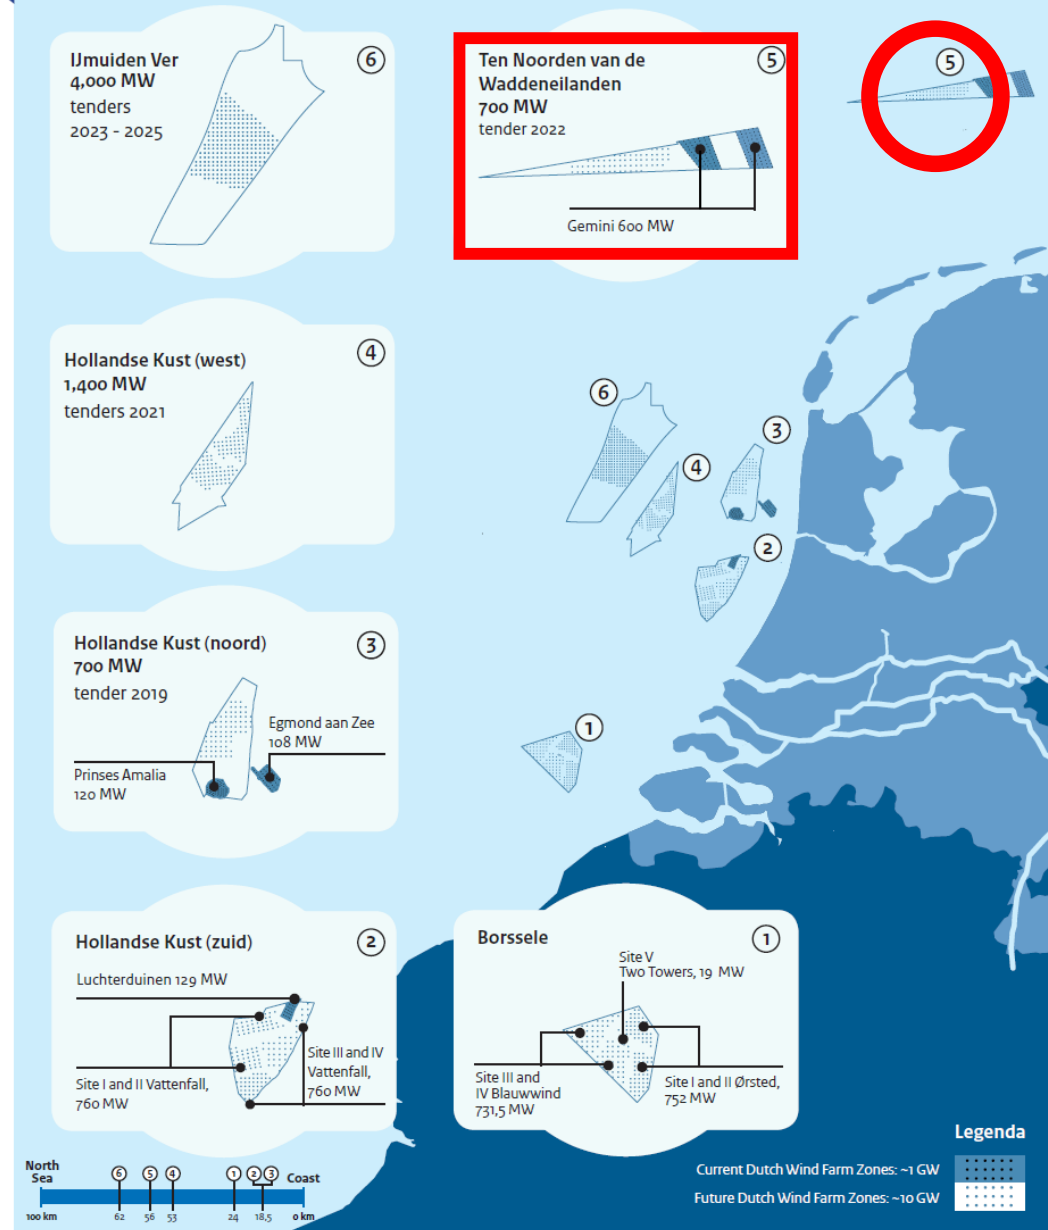 IJmuiden Ver
4,000 MW
tenders
2023 - 2025
6
Ten Noorden van de
Waddeneilanden
700 MW
tender 2022
5
Gemini 600 MW
5
Hollandse Kust (west)
1,400 MW
tenders 2021
4
6
3
4
2
Hollandse Kust (noord)
700 MW
tender 2019
3
Egmond aan Zee
108 MW
Prinses Amalia
120 MW
1
Hollandse Kust (zuid)
2
Luchterduinen 129 MW
Site III and IV
Vattenfall,
760 MW
Site I and II Vattenfall,
760 MW
Borssele
1
Site V
Two Towers, 19 MW
Site III and
IV Blauwwind
731,5 MW
Site I and II Ørsted,
752 MW
Legenda
Current Dutch Wind Farm Zones: ~1 GW
Future Dutch Wind Farm Zones: ~10 GW
North
Sea
6 5 4 1 2 3
Coast
100 km 62 56 53 24 18,5 0 km